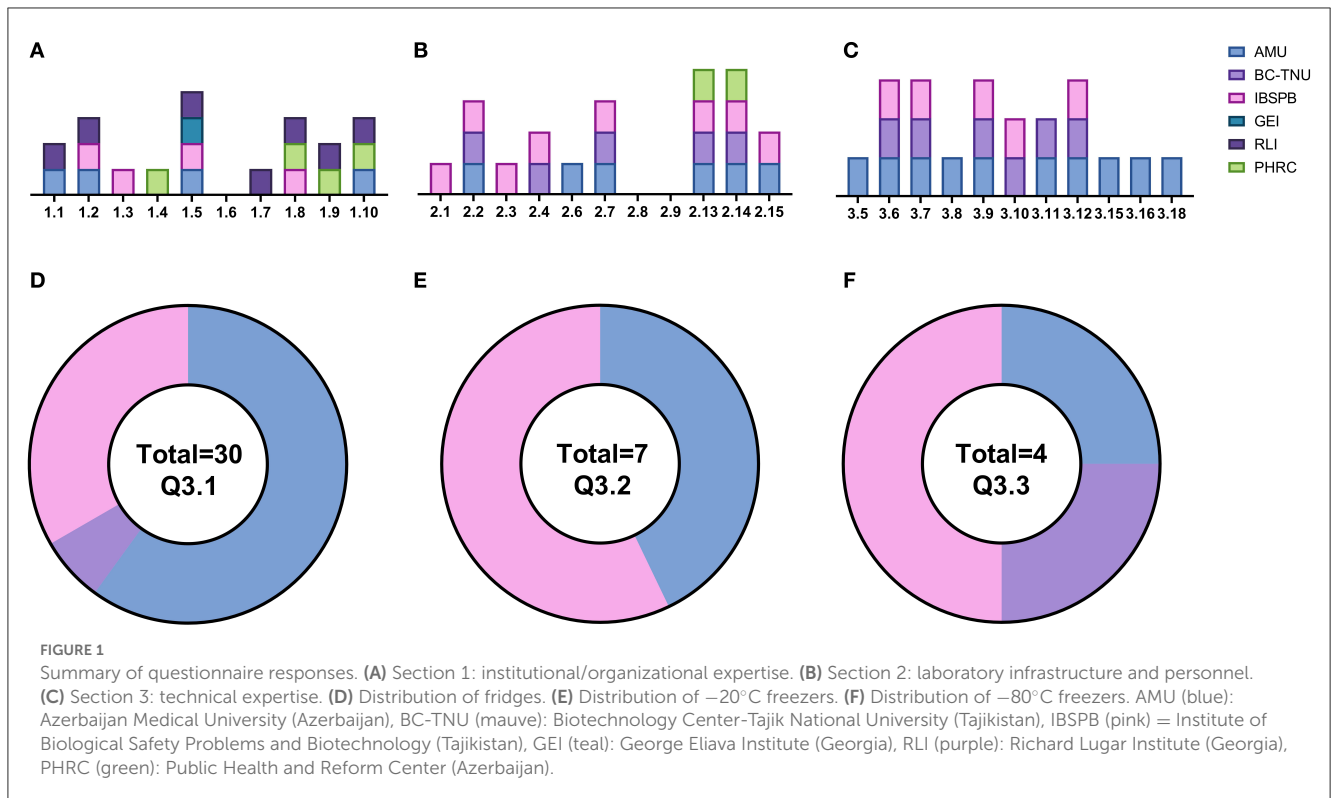 A
B
C
AMU
BC-TNU
IBSPB
GEI
RLI
PHRC
1.1 1.2 1.3 1.4 1.5 1.6 1.7 1.8 1.9 1.10
2.1 2.2 2.3 2.4 2.6 2.7 2.8 2.9 2.13 2.14 2.15
3.5 3.6 3.7 3.8 3.9 3.10 3.11 3.12 3.15 3.16 3.18
D
E
F
Total=30
Q3.1
Total=7
Q3.2
Total=4
Q3.3
FIGURE 1
Summary of questionnaire responses. (A) Section 1: institutional/organizational expertise. (B) Section 2: laboratory infrastructure and personnel.
(C) Section 3: technical expertise. (D) Distribution of fridges. (E) Distribution of −20°C freezers. (F) Distribution of −80°C freezers. AMU (blue):
Azerbaijan Medical University (Azerbaijan), BC-TNU (mauve): Biotechnology Center-Tajik National University (Tajikistan), IBSPB (pink) = Institute of
Biological Safety Problems and Biotechnology (Tajikistan), GEI (teal): George Eliava Institute (Georgia), RLI (purple): Richard Lugar Institute (Georgia),
PHRC (green): Public Health and Reform Center (Azerbaijan).